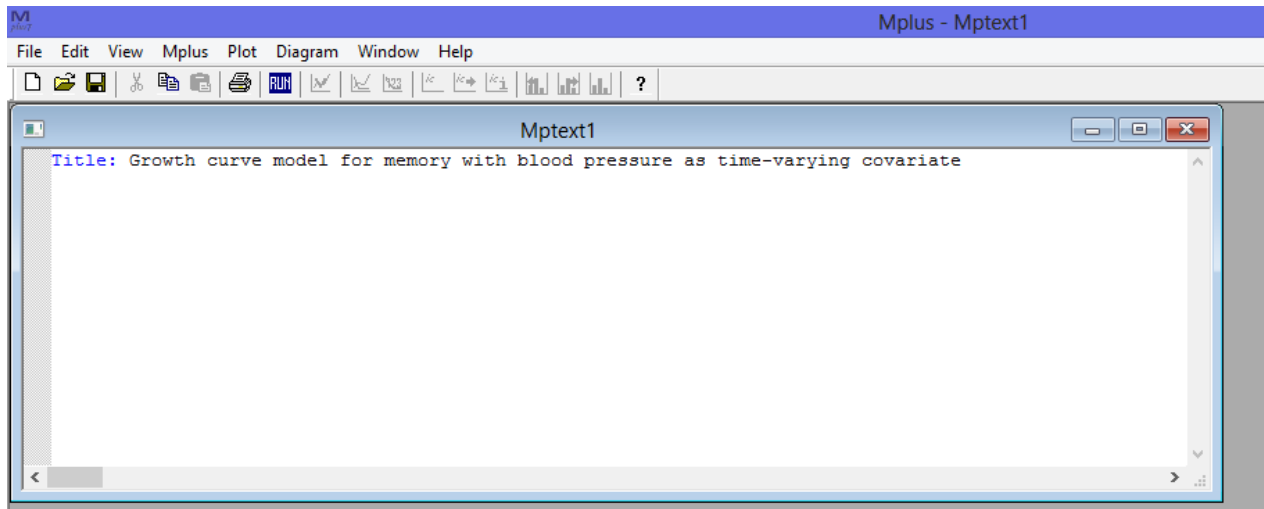 M
Mplus - Mptext1
File Edit View Mplus Plot Diagram Window Help
RUN ?
Mptext1
Title: Growth curve model for memory with blood pressure as time-varying covariate